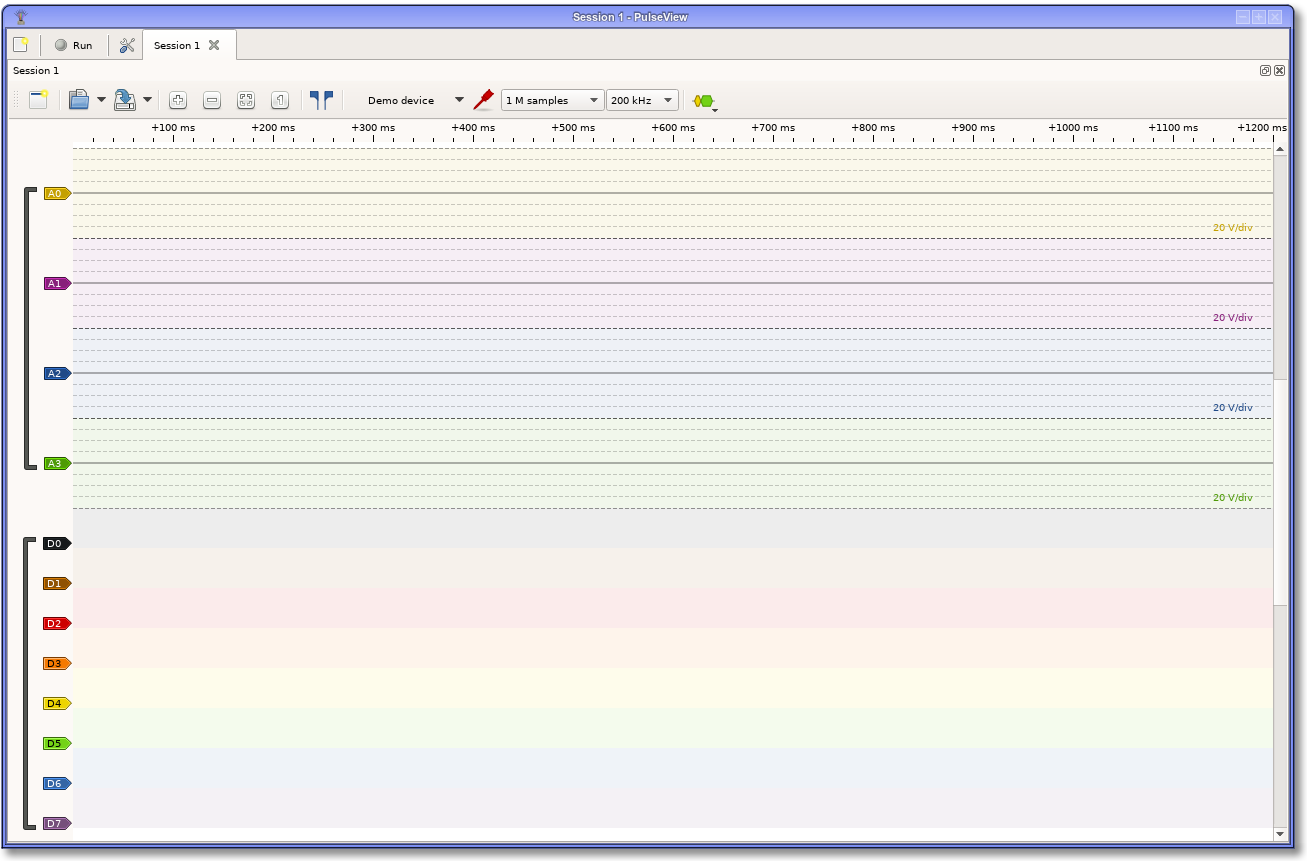 Session 1 - PulseView
Run
Session 1
Session 1
1
Demo device
1 M samples
200 kHz
+100 ms +200 ms +300 ms +400 ms +500 ms +600 ms +700 ms +800 ms +900 ms +1000 ms +1100 ms +1200 ms
A0
20 V/div
A1
20 V/div
A2
20 V/div
A3
20 V/div
D0
D1
D2
D3
D4
D5
D6
D7